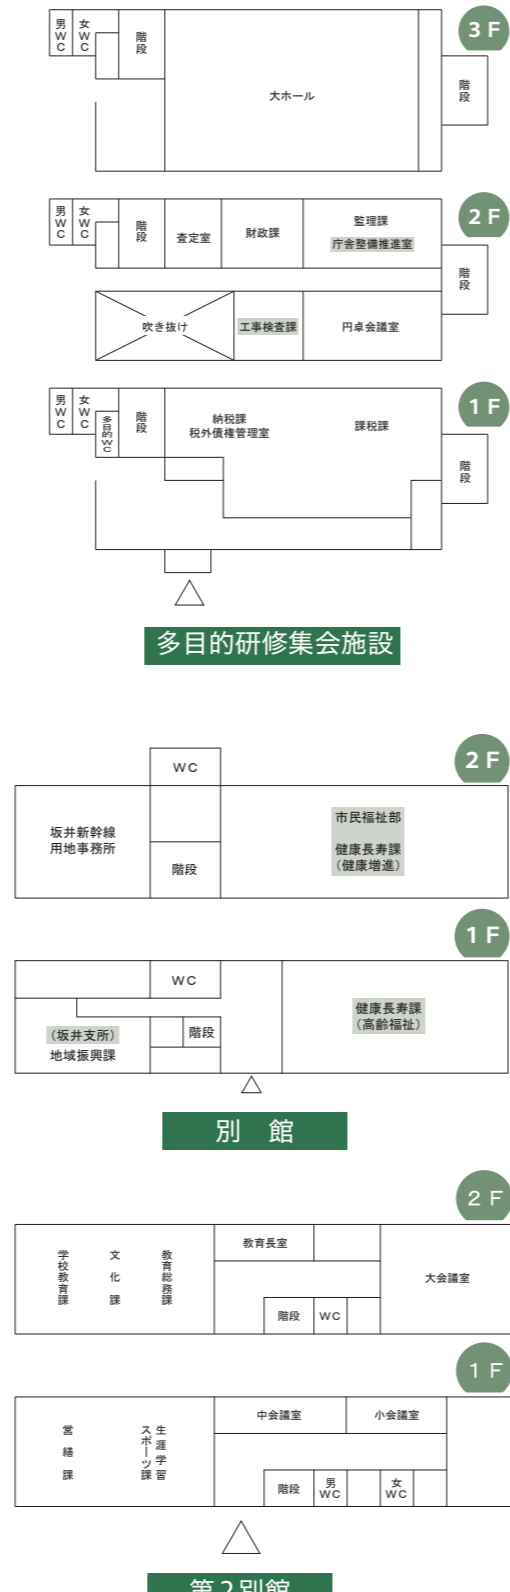 3F
男WC
女WC
階段
大ホール
階段
2F
男WC
女WC
階段
査定室
財政課
監理課
庁舎整備推進室
階段
吹き抜け
工事検査課
円卓会議室
1F
男WC
女WC
多目的WC
階段
納税課
税外債権管理室
課税課
階段
多目的研修集会施設
2F
WC
坂井新幹線
用地事務所
階段
市民福祉部
健康長寿課
（健康増進）
1F
WC
（坂井支所）
地域振興課
階段
健康長寿課
（高齢福祉）
別　館
2F
学校教育課
文化課
教育総務課
教育長室
階段
WC
大会議室
1F
営繕課
生涯学習
スポーツ課
中会議室
小会議室
階段
男
WC
女
WC
第2別館